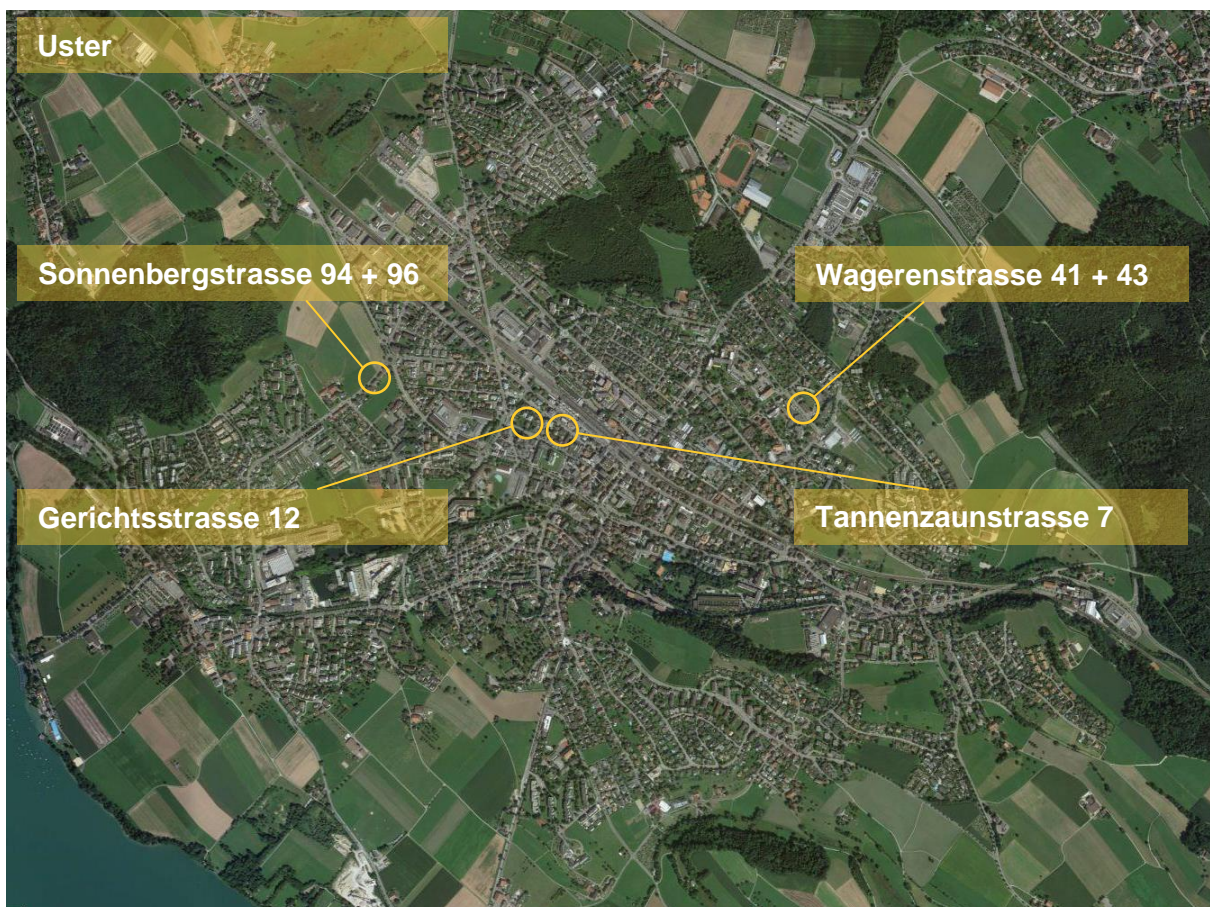 Uster
Sonnenbergstrasse 94 + 96
Wagerenstrasse 41 + 43
Gerichtsstrasse 12
Tannenzaunstrasse 7